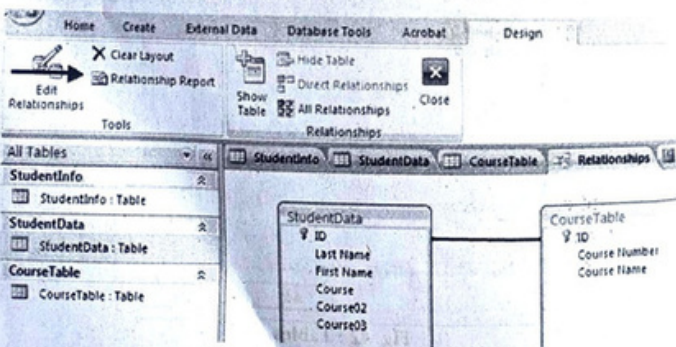 Home Create External Data Database Tools Acrobat Design
Clear Layout
Relationship Report
Edit Relationships
Tools
Show Table
Hide Table
Direct Relationships
All Relationships
Close
Relationships
All Tables
StudentInfo
StudentInfo : Table
StudentData
StudentData : Table
CourseTable
CourseTable : Table
StudentInfo StudentData CourseTable Relationships
StudentData
ID
Last Name
First Name
Course
Course02
Course03
CourseTable
ID
Course Number
Course Name